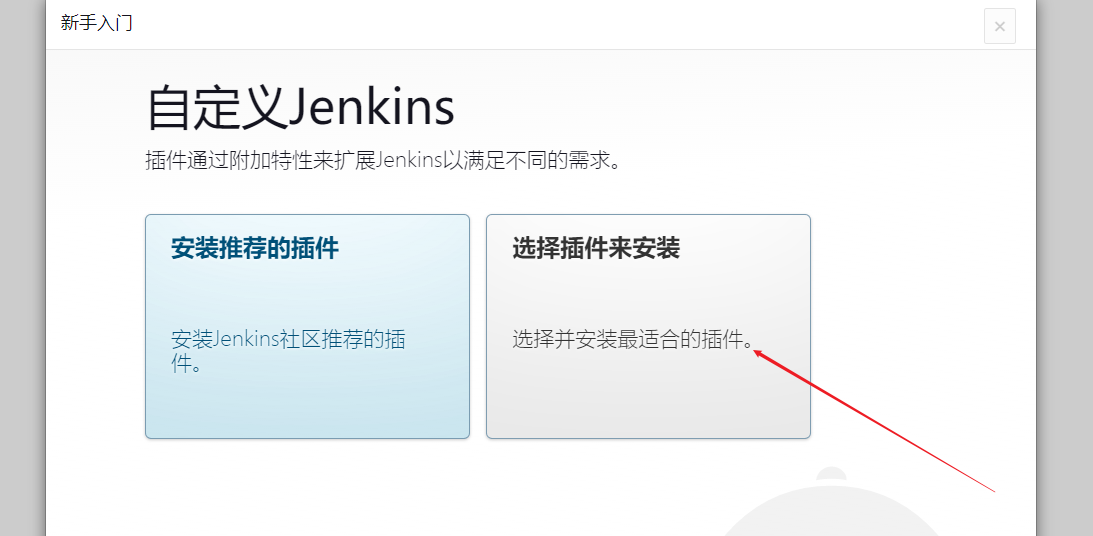 新手入门
×
自定义Jenkins
插件通过附加特性来扩展Jenkins以满足不同的需求。
安装推荐的插件
安装Jenkins社区推荐的插
件。
选择插件来安装
选择并安装最适合的插件。